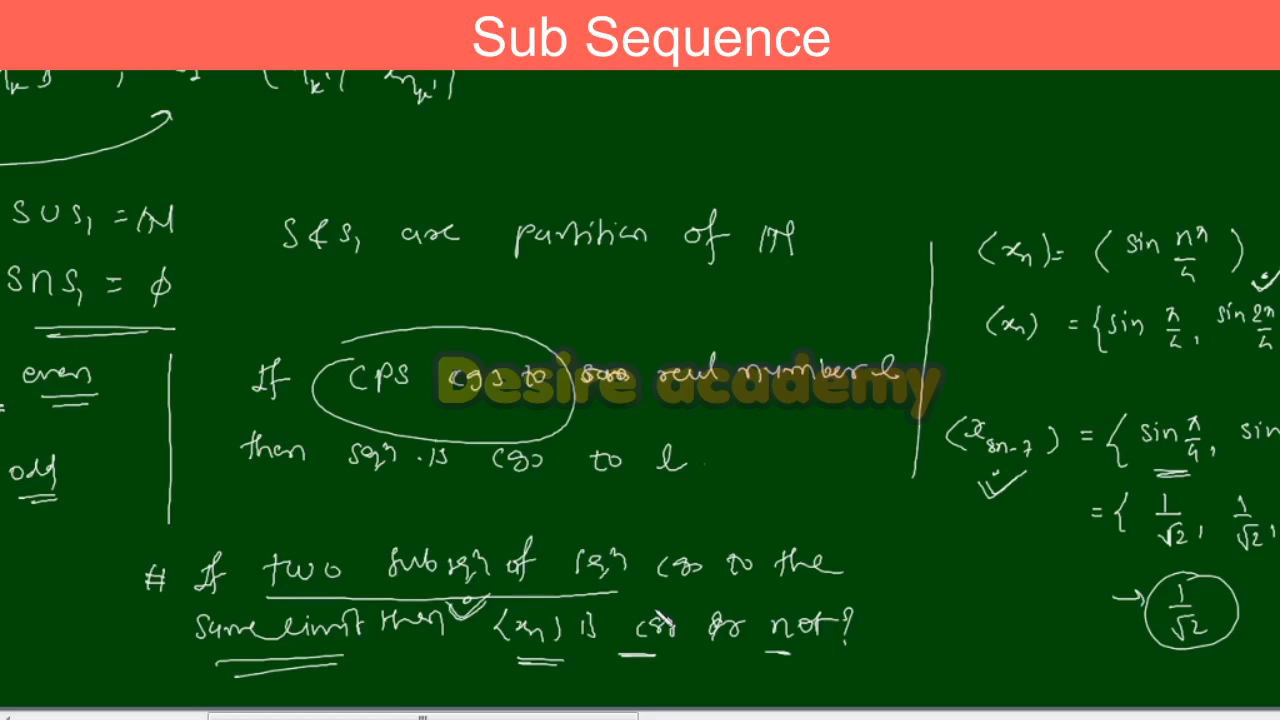 Sub Sequence
S∪S₁ = ℕ
S∩S₁ = φ
even
odd
S & S₁ are partition of ℕ
If CPS cgs to real number l
then seqn. is cgs to l.
Desire academy
# If two subseqn of seqn cgs to the
same limit then ⟨xₙ⟩ is cgs or not?
⟨xₙ⟩ = ⟨ sin nπ/4 ⟩
⟨xₙ⟩ = { sin π/4, sin 2π/4
⟨x₈ₙ₋₇⟩ = { sin π/4, sin
= { 1/√2, 1/√2,
→ 1/√2